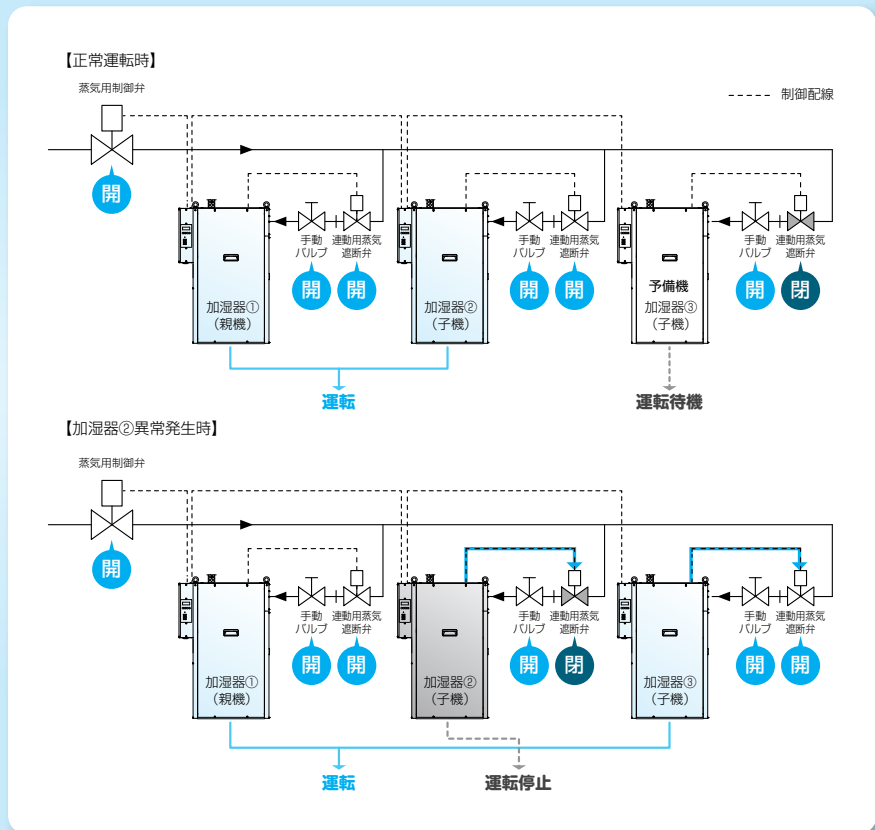 【正常運転時】
蒸気用制御弁
制御配線
開
手動
バルブ
連動用蒸気
遮断弁
開
開
加湿器①
（親機）
手動
バルブ
連動用蒸気
遮断弁
開
開
加湿器②
（子機）
手動
バルブ
連動用蒸気
遮断弁
開
閉
予備機
加湿器③
（子機）
運転
運転待機
【加湿器②異常発生時】
蒸気用制御弁
開
手動
バルブ
連動用蒸気
遮断弁
開
開
加湿器①
（親機）
手動
バルブ
連動用蒸気
遮断弁
開
閉
加湿器②
（子機）
手動
バルブ
連動用蒸気
遮断弁
開
開
加湿器③
（子機）
運転
運転停止